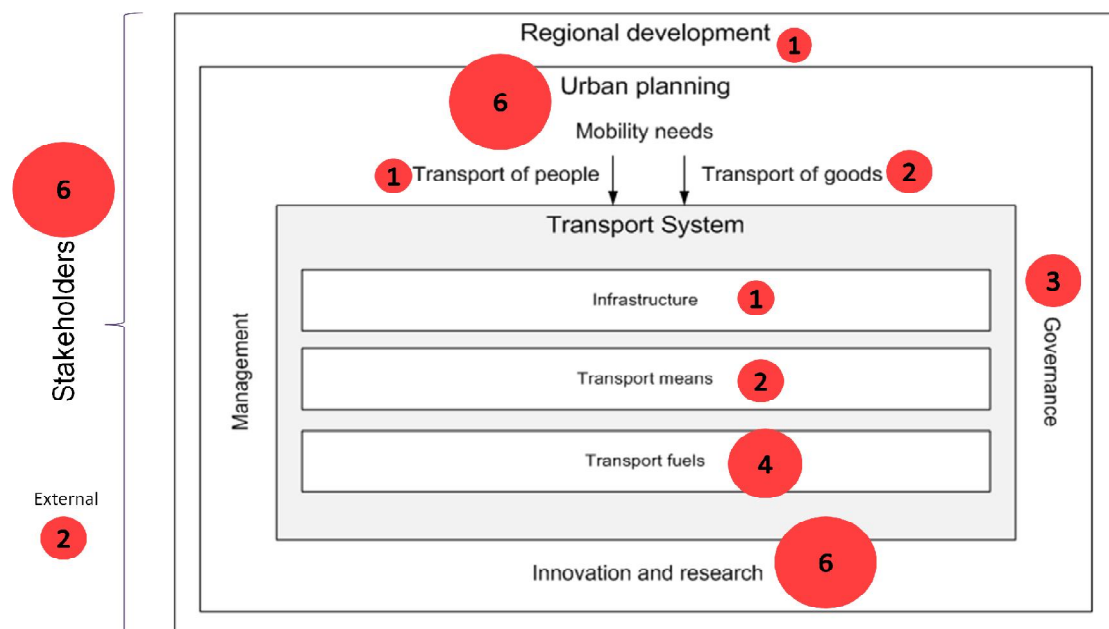 Regional development 1
Urban planning
6
Mobility needs
1 Transport of people
Transport of goods 2
6
Stakeholders
Transport System
Infrastructure 1
3
Governance
Management
Transport means 2
Transport fuels 4
External
2
Innovation and research 6